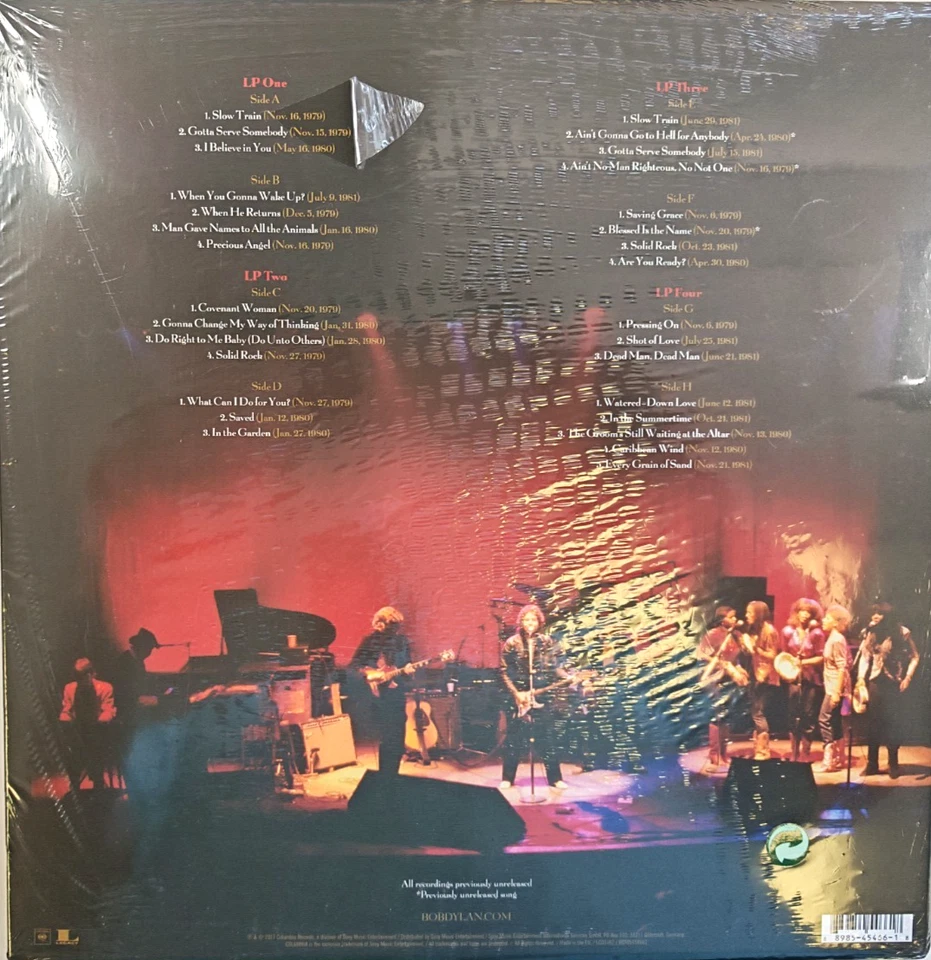 LP One
Side A
1. Slow Train (Nov. 16, 1979)
2. Gotta Serve Somebody (Nov. 15, 1979)
3. I Believe in You (May 16, 1980)
Side B
1. When You Gonna Wake Up? (July 9, 1981)
2. When He Returns (Dec. 5, 1979)
3. Man Gave Names to All the Animals (Jan. 16, 1980)
4. Precious Angel (Nov. 16, 1979)
LP Two
Side C
1. Covenant Woman (Nov. 20, 1979)
2. Gonna Change My Way of Thinking (Jan. 31, 1980)
3. Do Right to Me Baby (Do Unto Others) (Jan. 28, 1980)
4. Solid Rock (Nov. 27, 1979)
Side D
1. What Can I Do for You? (Nov. 27, 1979)
2. Saved (Jan. 12, 1980)
3. In the Garden (Jan. 27, 1980)
LP Three
Side E
1. Slow Train (June 29, 1981)
2. Ain't Gonna Go to Hell for Anybody (Apr. 24, 1980)*
3. Gotta Serve Somebody (July 15, 1981)
4. Ain't No Man Righteous, No Not One (Nov. 16, 1979)*
Side F
1. Saving Grace (Nov. 6, 1979)
2. Blessed Is the Name (Nov. 20, 1979)*
3. Solid Rock (Oct. 23, 1981)
4. Are You Ready? (Apr. 30, 1980)
LP Four
Side G
1. Pressing On (Nov. 6, 1979)
2. Shot of Love (July 25, 1981)
3. Dead Man, Dead Man (June 21, 1981)
Side H
1. Watered-Down Love (June 12, 1981)
2. In the Summertime (Oct. 21, 1981)
3. The Groom's Still Waiting at the Altar (Nov. 13, 1980)
4. Caribbean Wind (Nov. 12, 1980)
5. Every Grain of Sand (Nov. 21, 1981)
All recordings previously unreleased
*Previously unreleased song
BOBDYLAN.COM
8985-45456-1